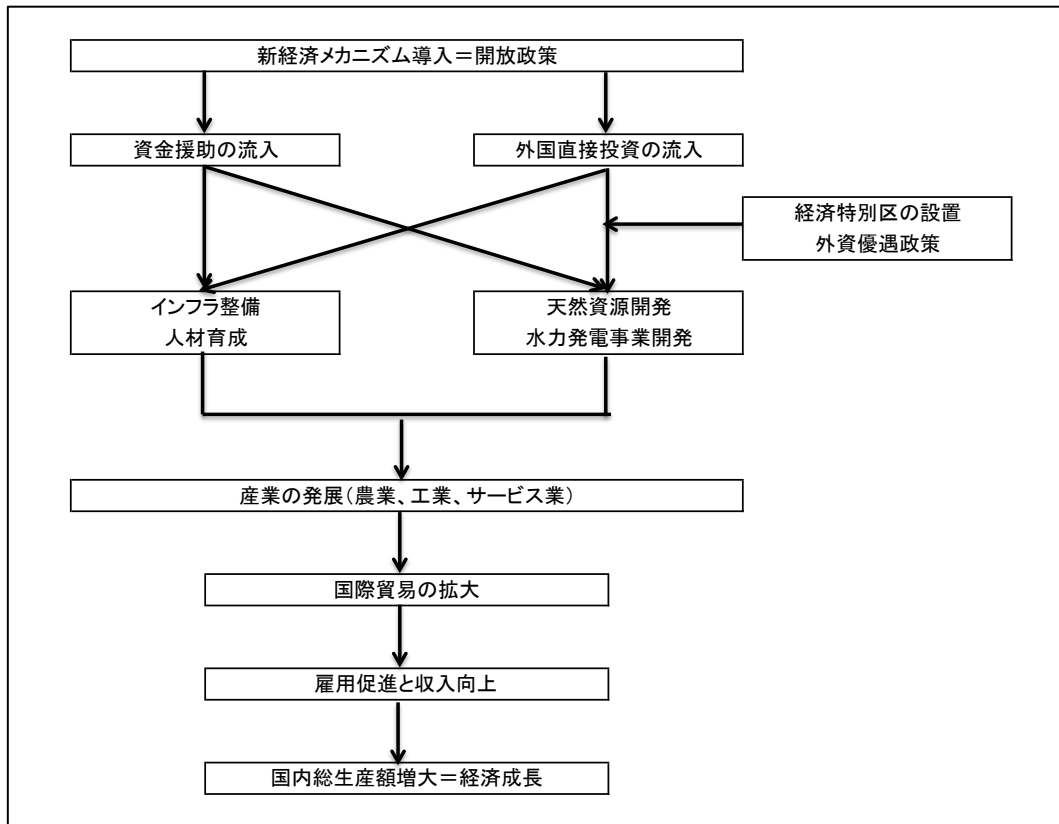 新経済メカニズム導入＝開放政策
資金援助の流入
外国直接投資の流入
経済特別区の設置
外資優遇政策
インフラ整備
人材育成
天然資源開発
水力発電事業開発
産業の発展（農業、工業、サービス業）
国際貿易の拡大
雇用促進と収入向上
国内総生産額増大＝経済成長